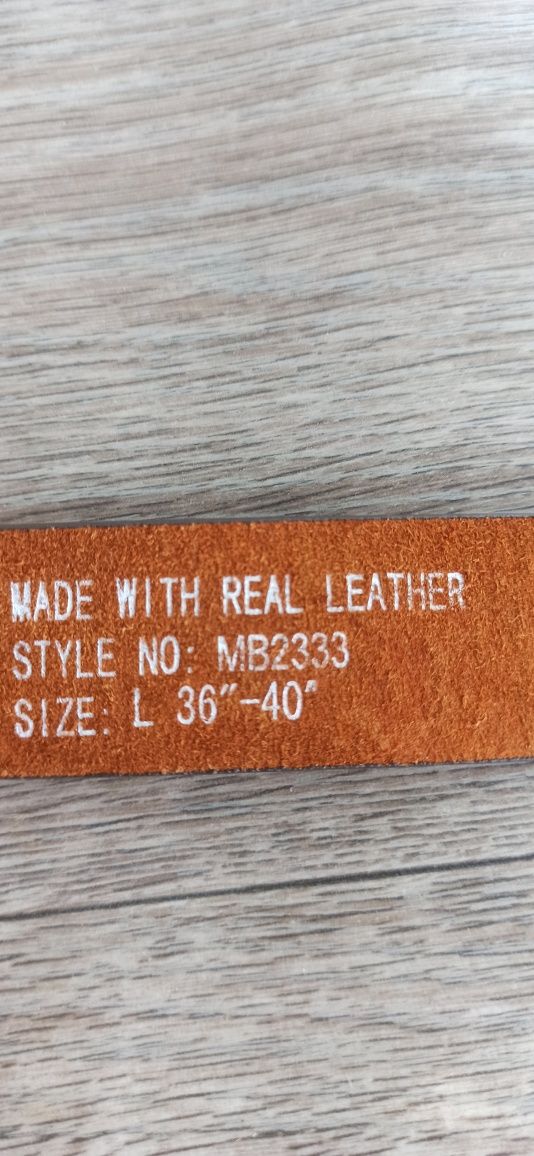 MADE WITH REAL LEATHER
STYLE NO: MB2333
SIZE: L 36"-40"